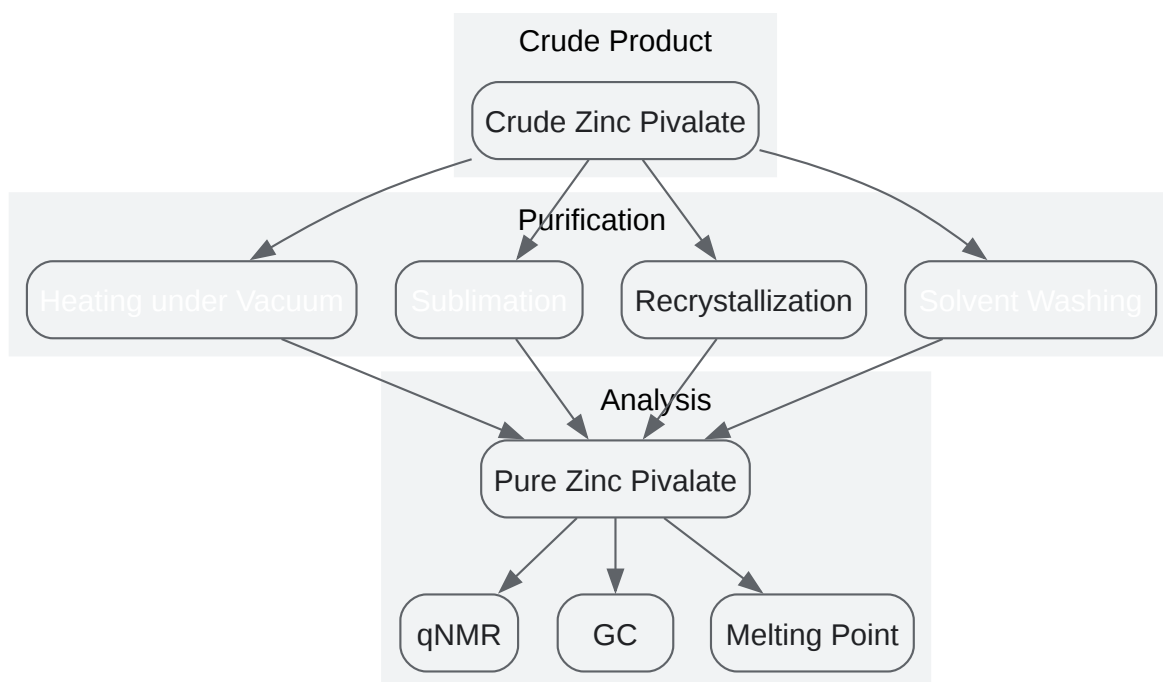 Crude Product
Crude Zinc Pivalate
Purification
Heating under Vacuum
Sublimation
Recrystallization
Solvent Washing
Analysis
Pure Zinc Pivalate
qNMR
GC
Melting Point